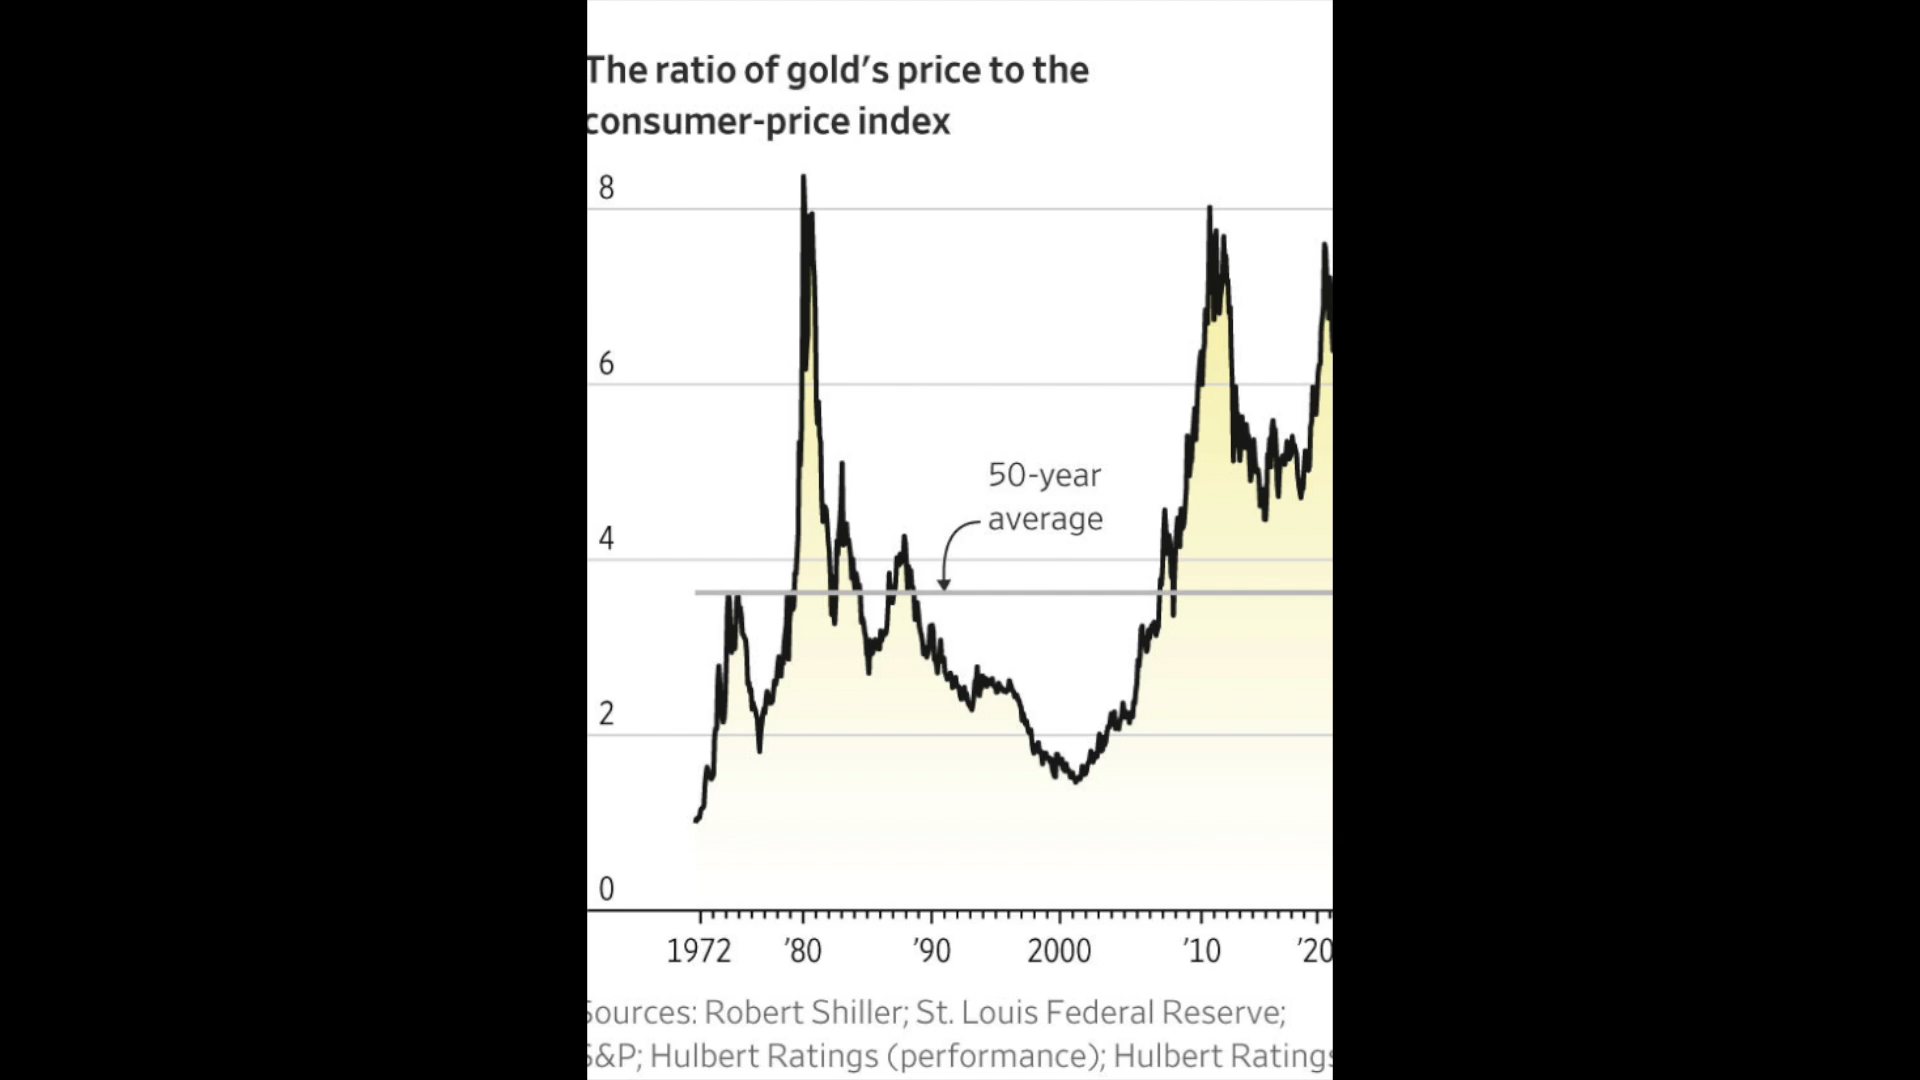 The ratio of gold's price to the
consumer-price index
8
6
50-year
average
4
2
0
1972 '80 '90 2000 '10 '20
Sources: Robert Shiller; St. Louis Federal Reserve;
S&P; Hulbert Ratings (performance); Hulbert Ratings